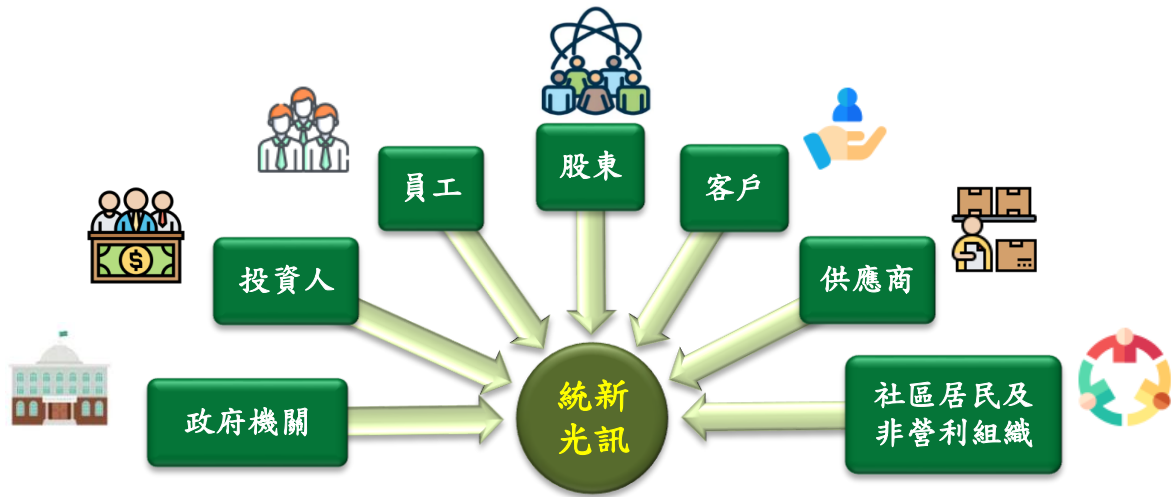 股東
員工
客戶
投資人
供應商
政府機關
統新
光訊
社區居民及
非營利組織
$